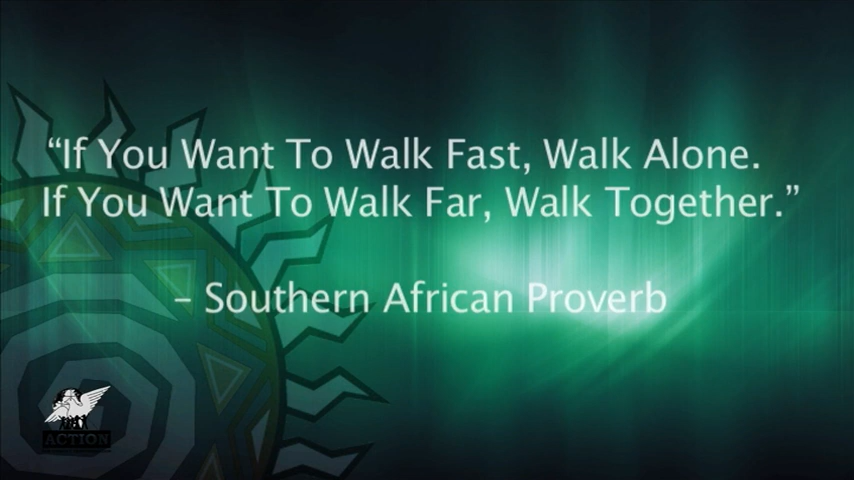 “If You Want To Walk Fast, Walk Alone.
If You Want To Walk Far, Walk Together.”
– Southern African Proverb
ACTION